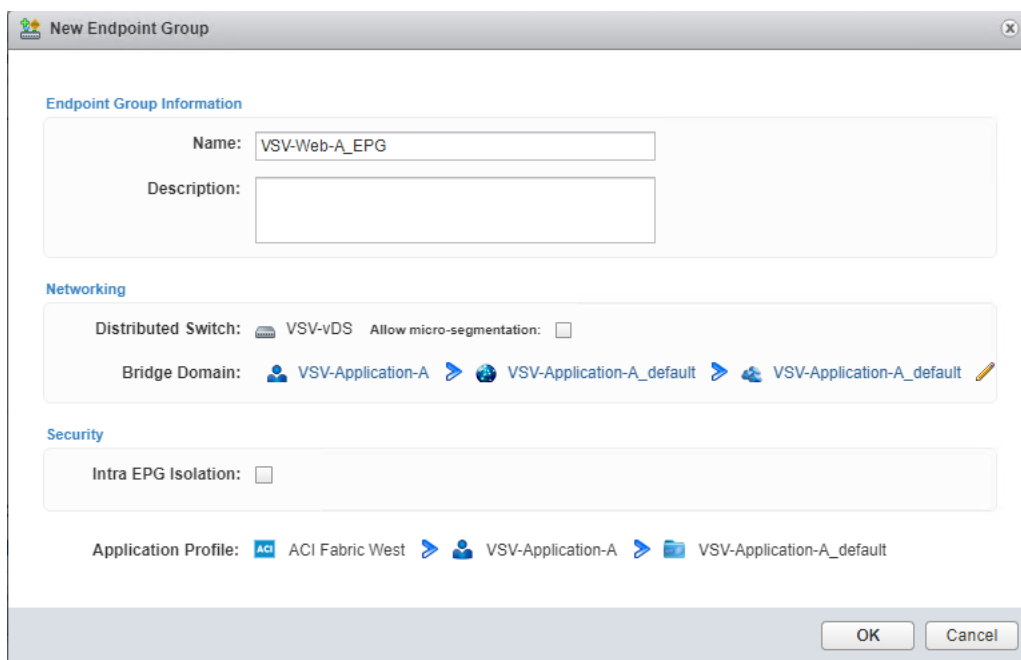 New Endpoint Group
Endpoint Group Information
Name: VSV-Web-A_EPG
Description:
Networking
Distributed Switch: VSV-vDS Allow micro-segmentation:
Bridge Domain: VSV-Application-A VSV-Application-A_default VSV-Application-A_default
Security
Intra EPG Isolation:
Application Profile: ACI ACI Fabric West VSV-Application-A VSV-Application-A_default
OK Cancel